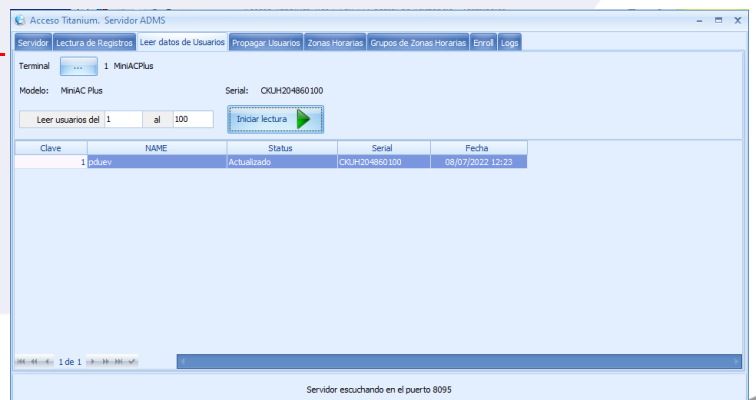 Acceso Titanium. Servidor ADMS
Servidor Lectura de Registros Leer datos de Usuarios Propagar Usuarios Zonas Horarias Grupos de Zonas Horarias Enroll Logs
Terminal ... 1 MiniACPlus
Modelo: MiniAC Plus Serial: CKUH204860100
Leer usuarios del 1 al 100 Iniciar lectura
Clave NAME Status Serial Fecha
1 pduev Actualizado CKUH204860100 08/07/2022 12:23
1 de 1
Servidor escuchando en el puerto 8095